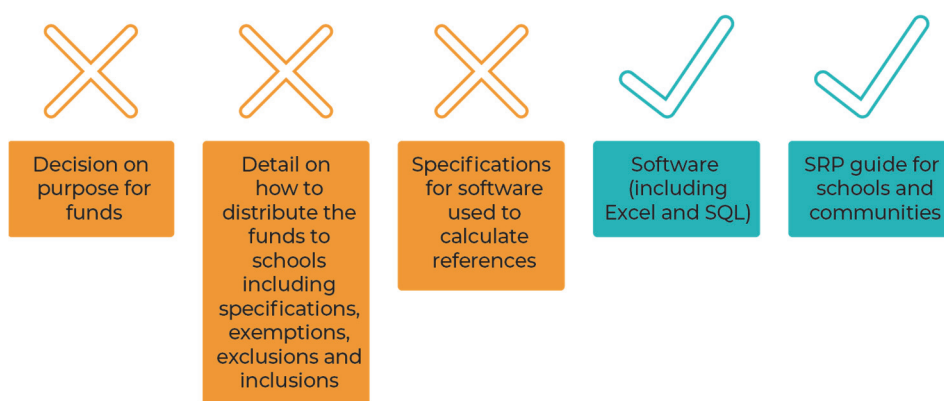 Decision on
purpose for
funds
Detail on
how to
distribute the
funds to
schools
including
specifications,
exemptions,
exclusions and
inclusions
Specifications
for software
used to
calculate
references
Software
(including
Excel and SQL)
SRP guide for
schools and
communities